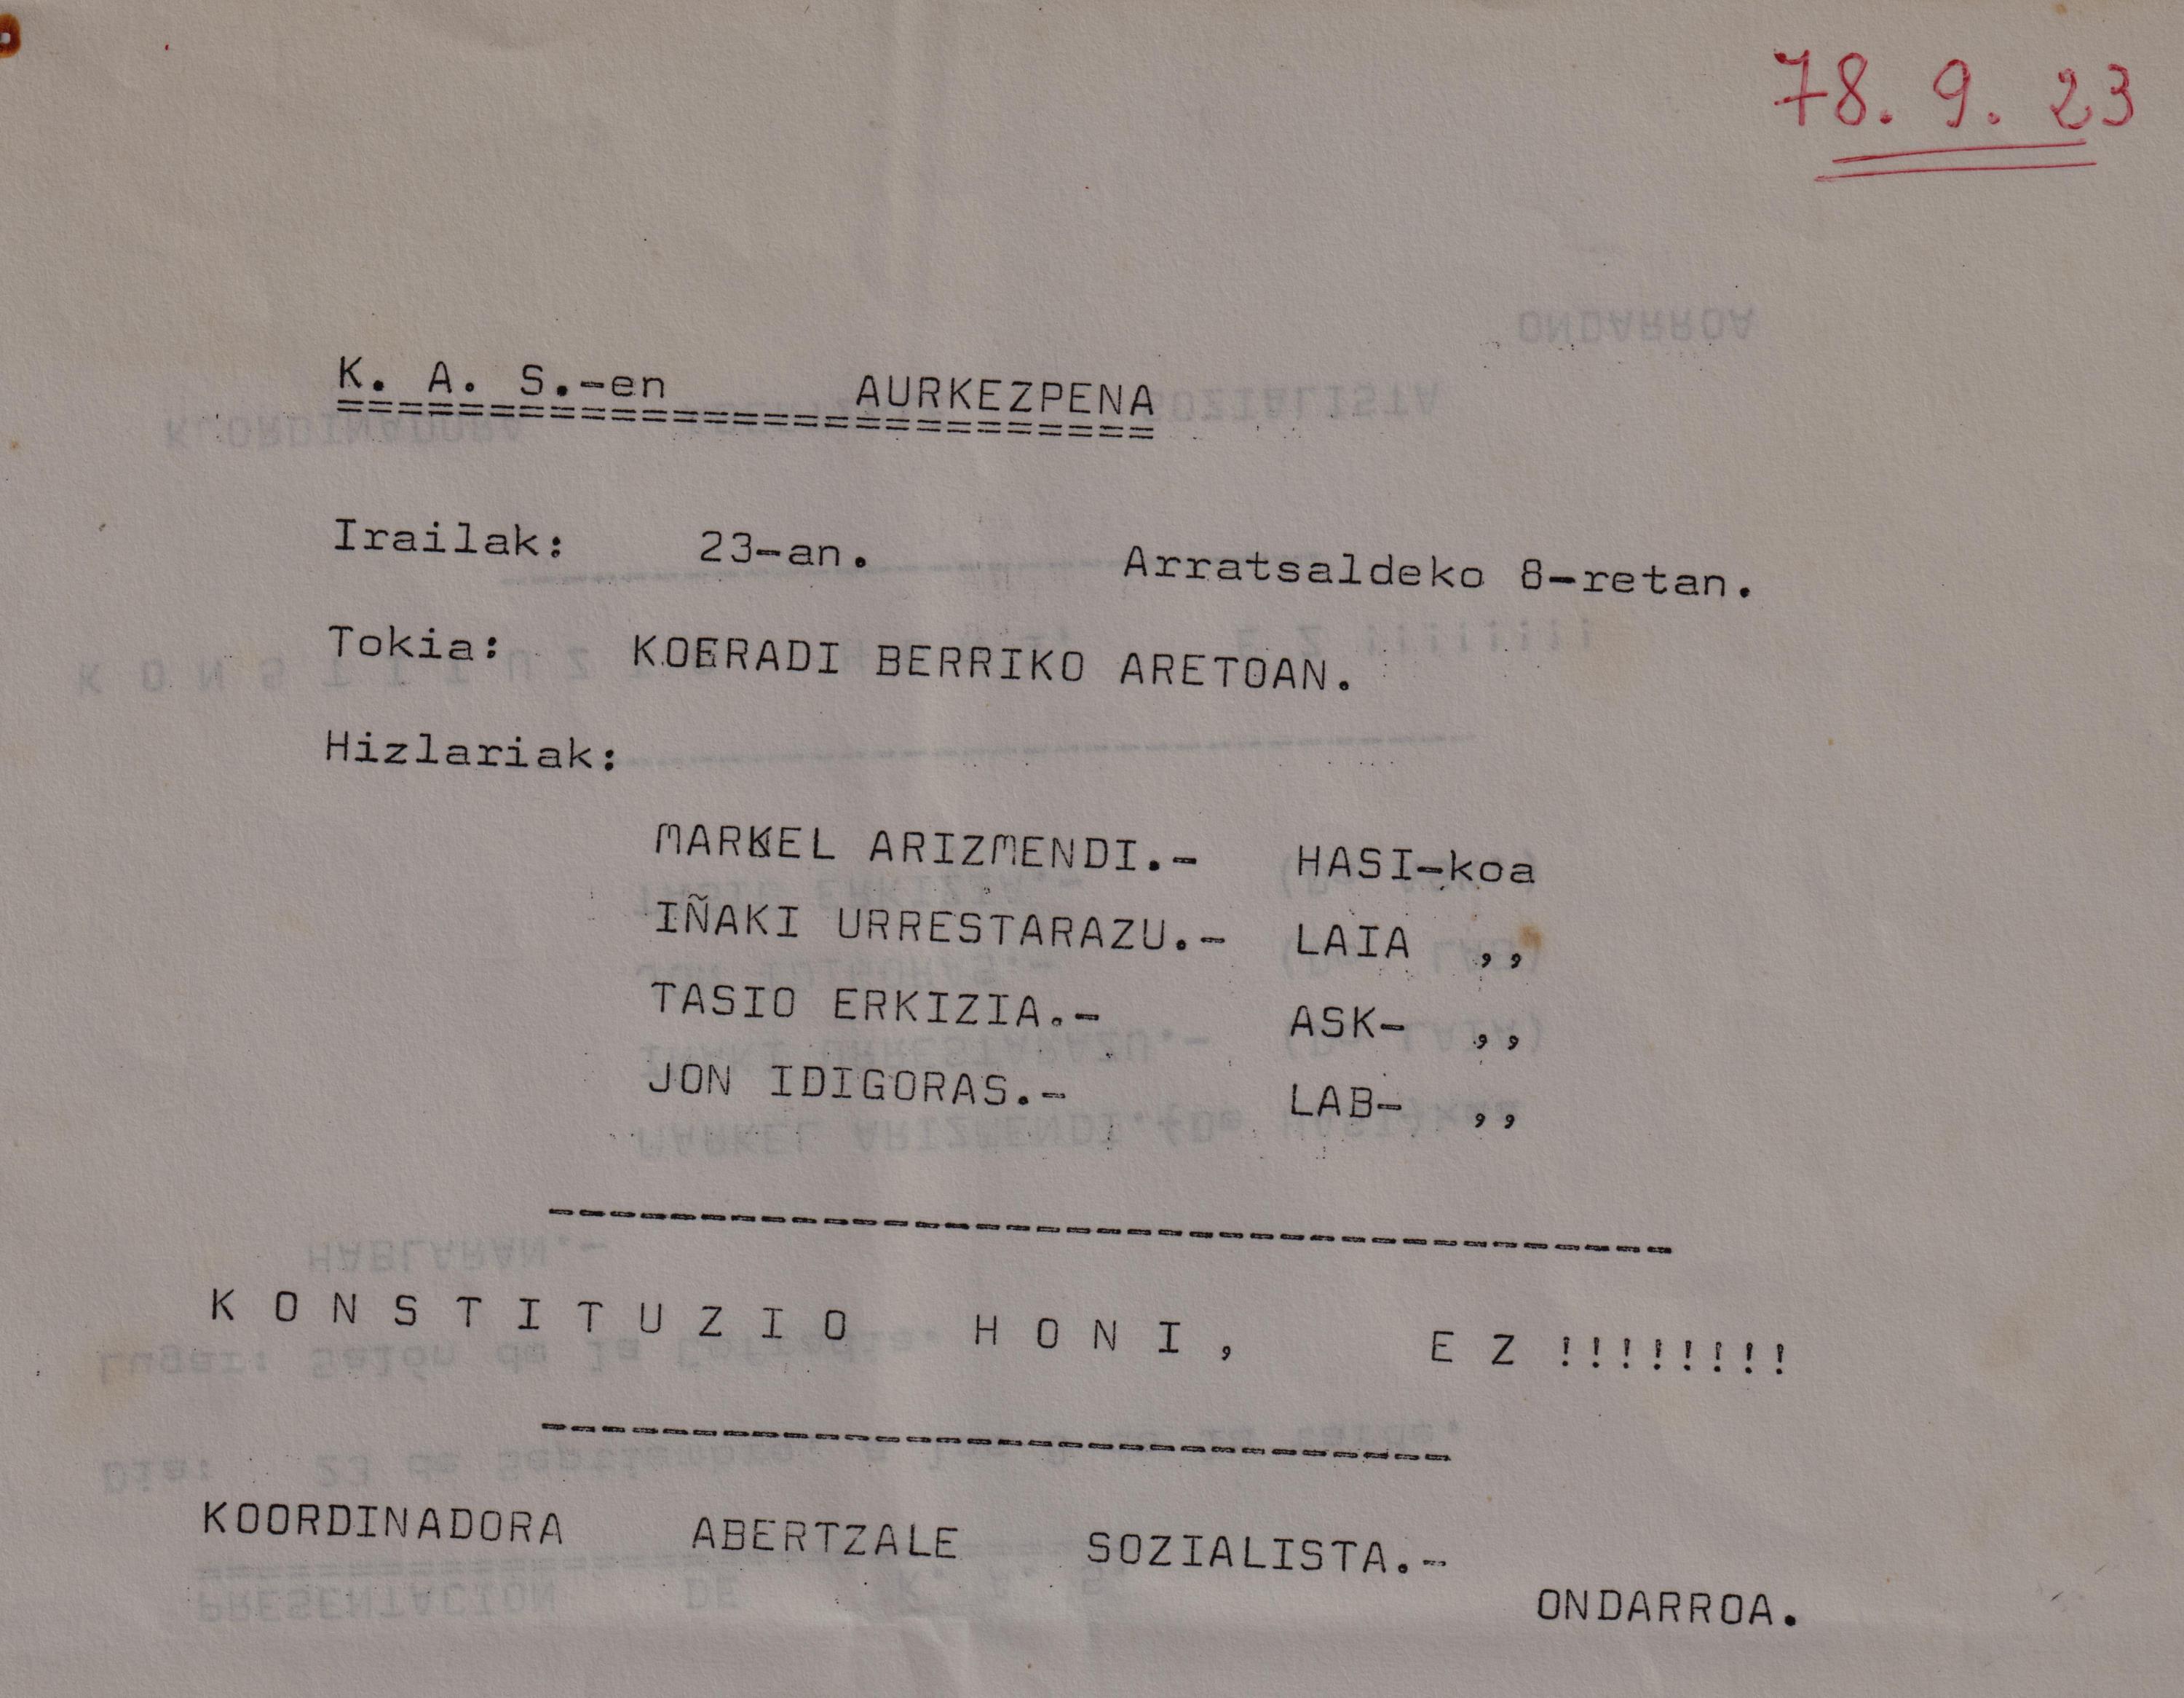 78. 9. 23
K. A. S.-en AURKEZPENA
======================
Irailak: 23-an. Arratsaldeko 8-retan.
Tokia: KOFRADI BERRIKO ARETOAN.
Hizlariak:
MARKEL ARIZMENDI.- HASI-koa
IÑAKI URRESTARAZU.- LAIA ,,
TASIO ERKIZIA.- ASK- ,,
JON IDIGORAS.- LAB- ,,
K O N S T I T U Z I O H O N I , E Z !!!!!!!!
KOORDINADORA ABERTZALE SOZIALISTA.-
ONDARROA.